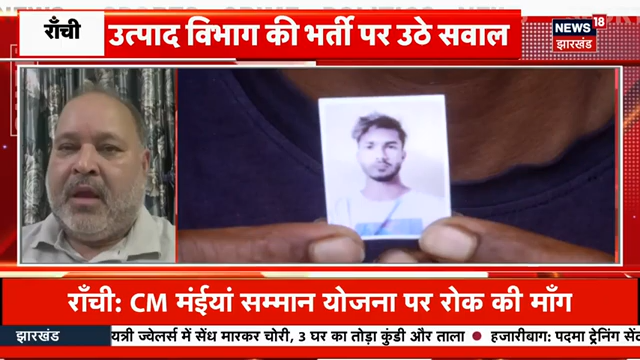 राँची
उत्पाद विभाग की भर्ती पर उठे सवाल
NEWS 18
झारखंड
राँची: CM मंईयां सम्मान योजना पर रोक की माँग
झारखंड
यत्री ज्वेलर्स में सेंध मारकर चोरी, 3 घर का तोड़ा कुंडी और ताला ● हजारीबाग: पदमा ट्रेनिंग